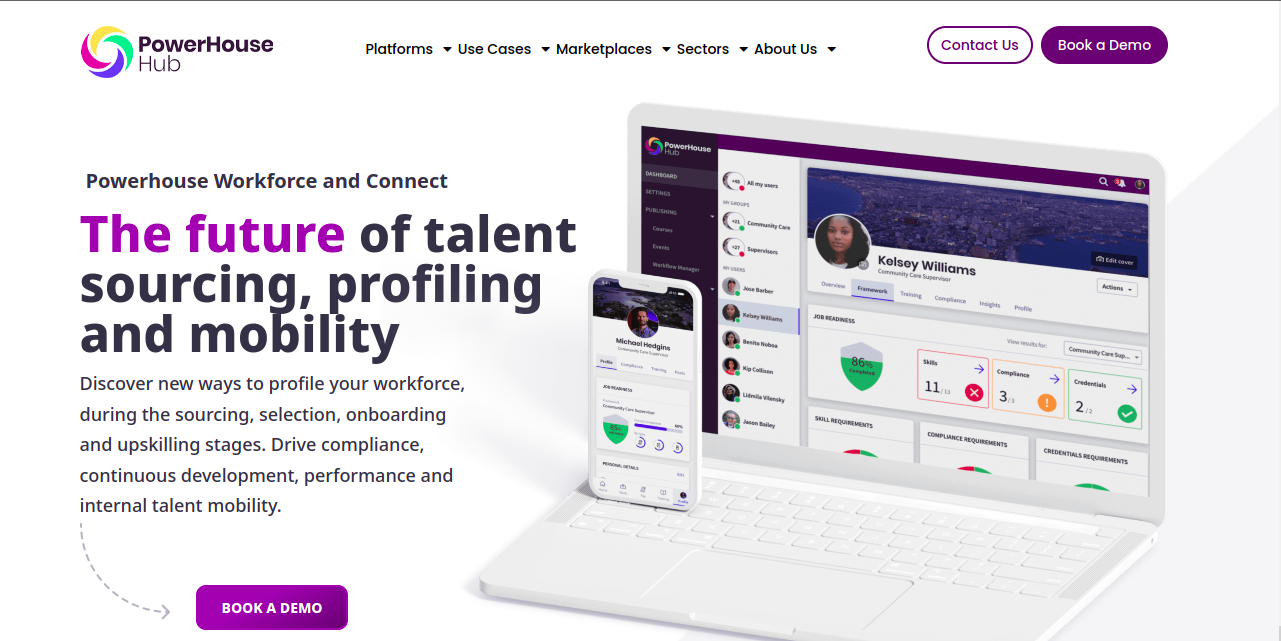 PowerHouse
Hub
Platforms Use Cases Marketplaces Sectors About Us
Contact Us
Book a Demo
Powerhouse Workforce and Connect
The future of talent
sourcing, profiling
and mobility
Discover new ways to profile your workforce,
during the sourcing, selection, onboarding
and upskilling stages. Drive compliance,
continuous development, performance and
internal talent mobility.
BOOK A DEMO
PowerHouse
Hub
DASHBOARD
SETTINGS
PUBLISHING
Courses
Events
Workflow Manager
+48 All my users
MY GROUPS
+21 Community Care
+27 Supervisors
MY USERS
Jose Barber
Kelsey Williams
Benito Noboa
Kip Collison
Lidmila Vilensky
Jason Bailey
Edit cover
Kelsey Williams
Community Care Supervisor
Actions
Overview Framework Training Compliance Insights Profile
JOB READINESS
View results for: Community Care Sup...
86%
Completed
Skills
11 / 13
Compliance
3 / 3
Credentials
2 / 2
SKILL REQUIREMENTS
COMPLIANCE REQUIREMENTS
CREDENTIALS REQUIREMENTS
Michael Hedgins
Community Care Supervisor
Profile Compliance Training
JOB READINESS
Community Care Supervisor
PERSONAL DETAILS